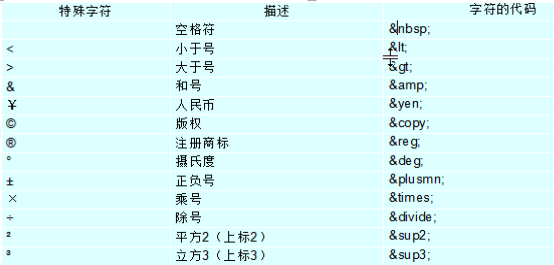 特殊字符 描述 字符的代码
空格符 &nbsp;
< 小于号 &lt;
> 大于号 &gt;
& 和号 &amp;
¥ 人民币 &yen;
© 版权 &copy;
® 注册商标 &reg;
° 摄氏度 &deg;
± 正负号 &plusmn;
× 乘号 &times;
÷ 除号 &divide;
² 平方2（上标2） &sup2;
³ 立方3（上标3） &sup3;